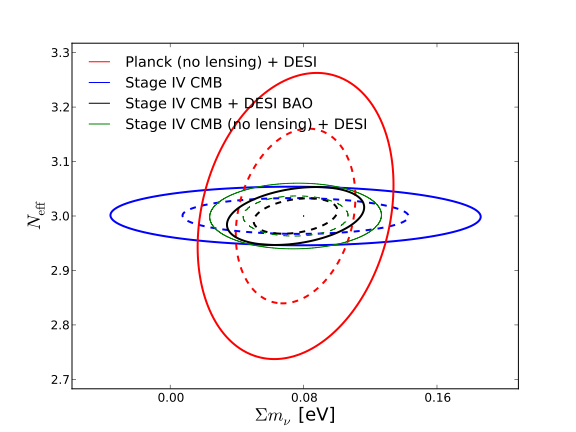 3.3
3.2
3.1
3.0
2.9
2.8
2.7
N_eff
Planck (no lensing) + DESI
Stage IV CMB
Stage IV CMB + DESI BAO
Stage IV CMB (no lensing) + DESI
0.00 0.08 0.16
Σm_ν [eV]